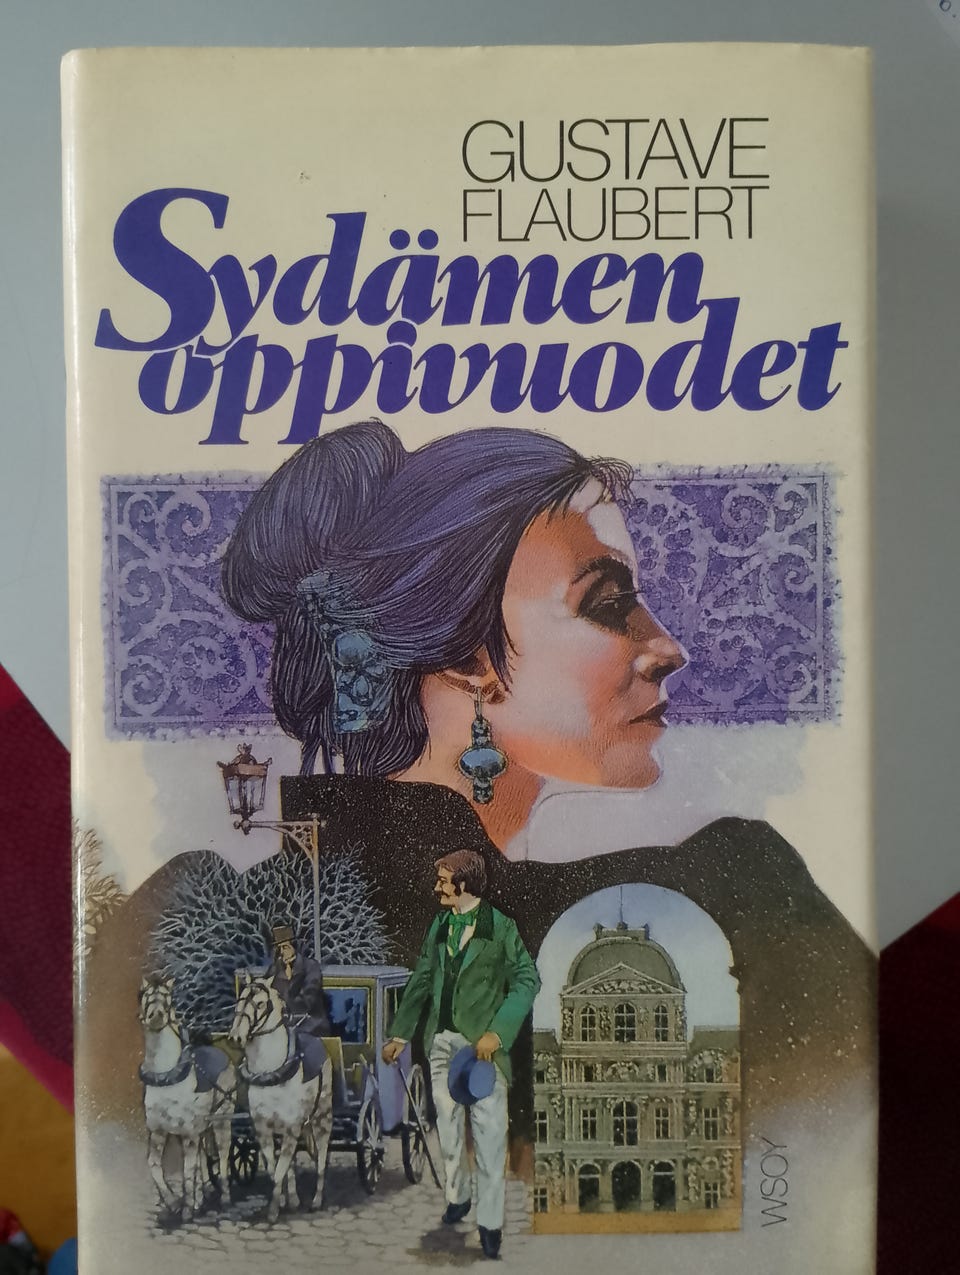 GUSTAVE
FLAUBERT
Sydämen
oppivuodet
WSOY